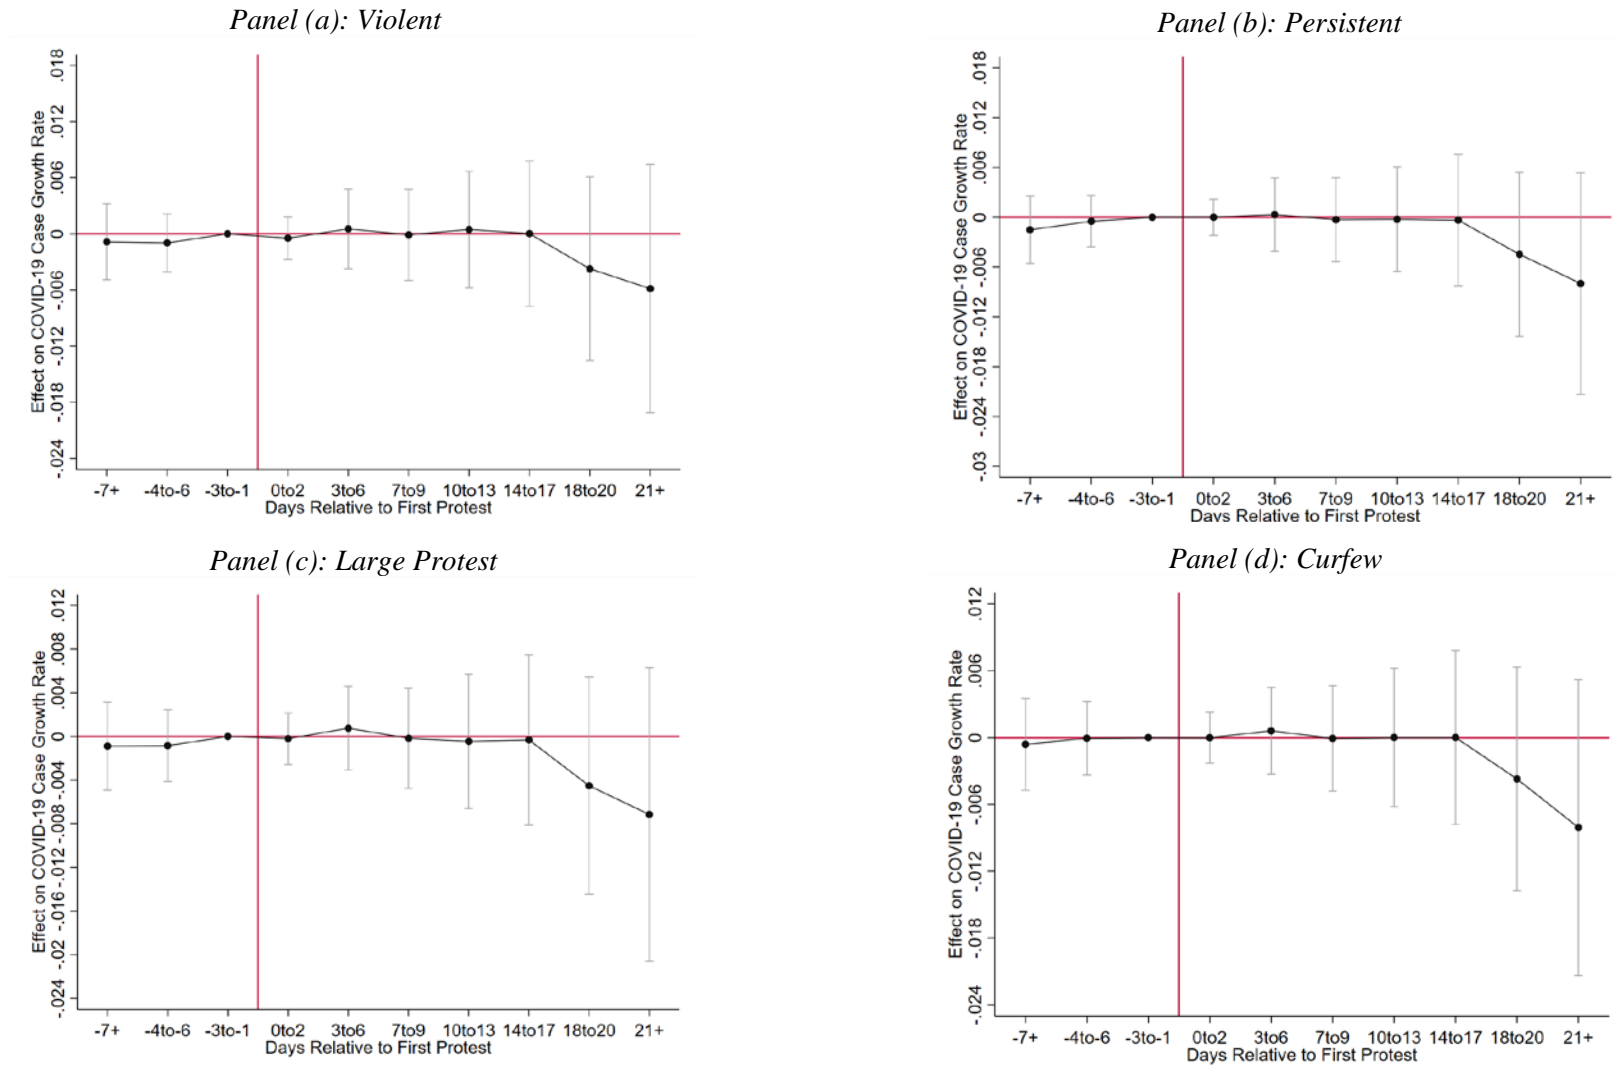 Panel (a): Violent
Effect on COVID-19 Case Growth Rate
.018
.012
.006
0
-.006
-.012
-.018
-.024
-7+ -4to-6 -3to-1 0to2 3to6 7to9 10to13 14to17 18to20 21+
Days Relative to First Protest
Panel (b): Persistent
Effect on COVID-19 Case Growth Rate
.018
.012
.006
0
-.006
-.012
-.018
-.024
-.03
-7+ -4to-6 -3to-1 0to2 3to6 7to9 10to13 14to17 18to20 21+
Days Relative to First Protest
Panel (c): Large Protest
Effect on COVID-19 Case Growth Rate
.012
.008
.004
0
-.004
-.008
-.012
-.016
-.02
-.024
-7+ -4to-6 -3to-1 0to2 3to6 7to9 10to13 14to17 18to20 21+
Days Relative to First Protest
Panel (d): Curfew
Effect on COVID-19 Case Growth Rate
.012
.006
0
-.006
-.012
-.018
-.024
-7+ -4to-6 -3to-1 0to2 3to6 7to9 10to13 14to17 18to20 21+
Days Relative to First Protest